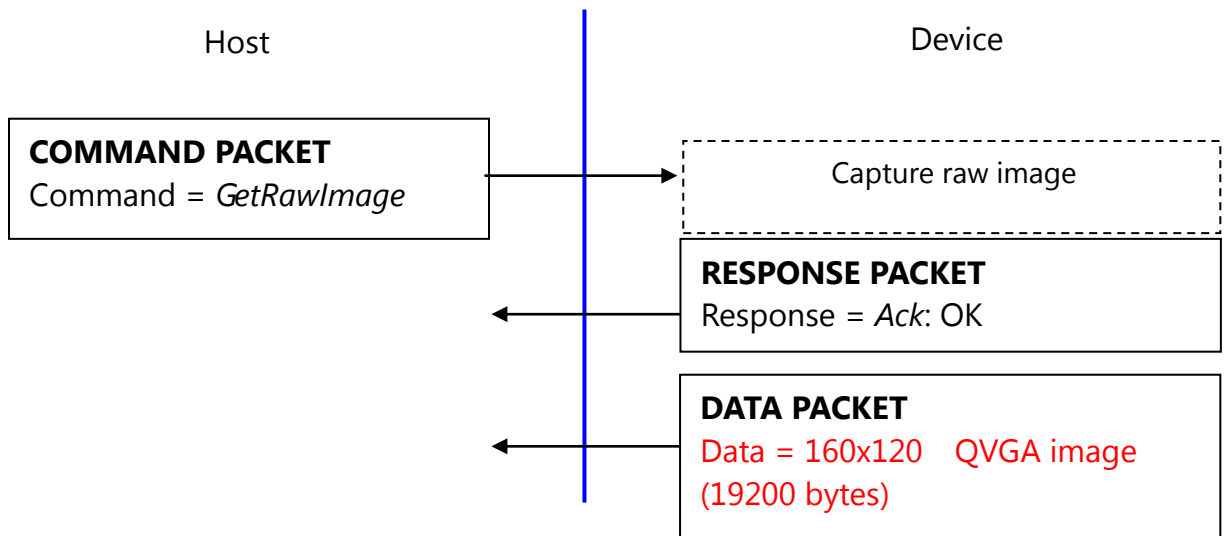 Host
Device
COMMAND PACKET
Command = GetRawImage
Capture raw image
RESPONSE PACKET
Response = Ack: OK
DATA PACKET
Data = 160x120 QVGA image
(19200 bytes)